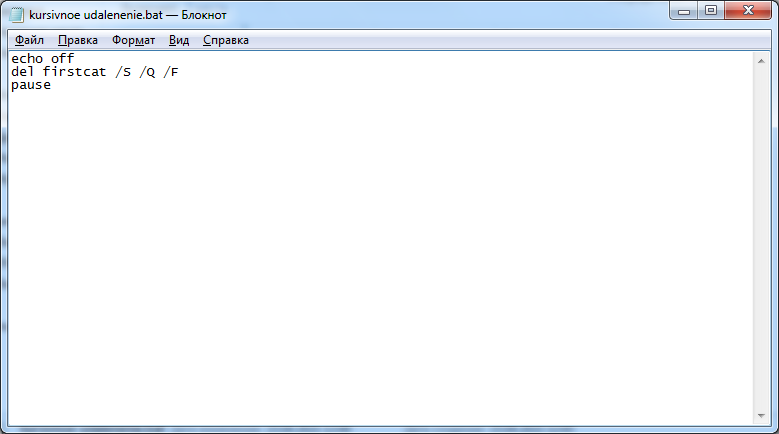 kursivnoe udalenenie.bat — Блокнот
Файл Правка Формат Вид Справка
echo off
del firstcat /S /Q /F
pause